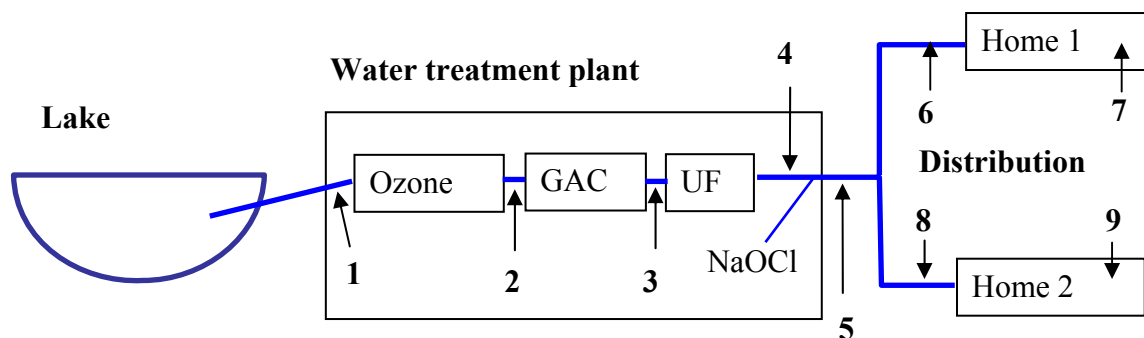 Water treatment plant
4
Home 1
6
7
Lake
Distribution
Ozone
GAC
UF
8
9
NaOCl
1
2
3
Home 2
5